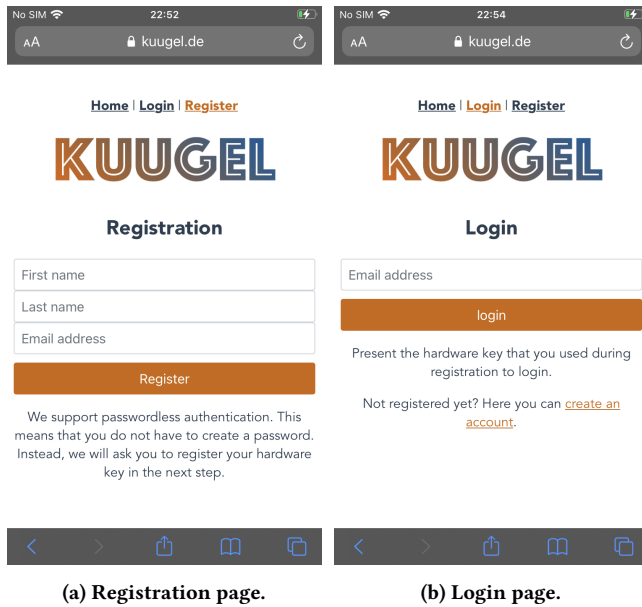 No SIM 22:52
AA kuugel.de
Home | Login | Register
KUUGEL
Registration
First name
Last name
Email address
Register
We support passwordless authentication. This
means that you do not have to create a password.
Instead, we will ask you to register your hardware
key in the next step.
(a) Registration page.
No SIM 22:54
AA kuugel.de
Home | Login | Register
KUUGEL
Login
Email address
login
Present the hardware key that you used during
registration to login.
Not registered yet? Here you can create an
account.
(b) Login page.